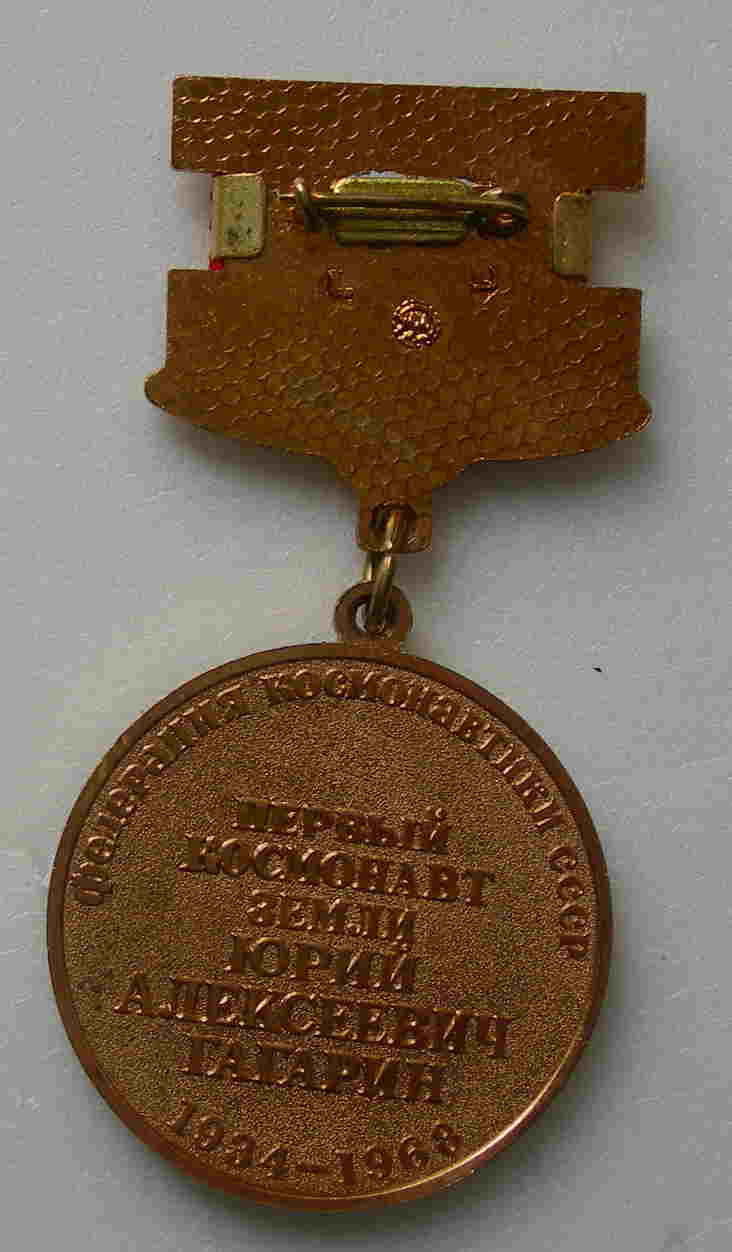 ФЕДЕРАЦИЯ КОСМОНАВТИКИ СССР
ПЕРВЫЙ
КОСМОНАВТ
ЗЕМЛИ
ЮРИЙ
АЛЕКСЕЕВИЧ
ГАГАРИН
1934–1968